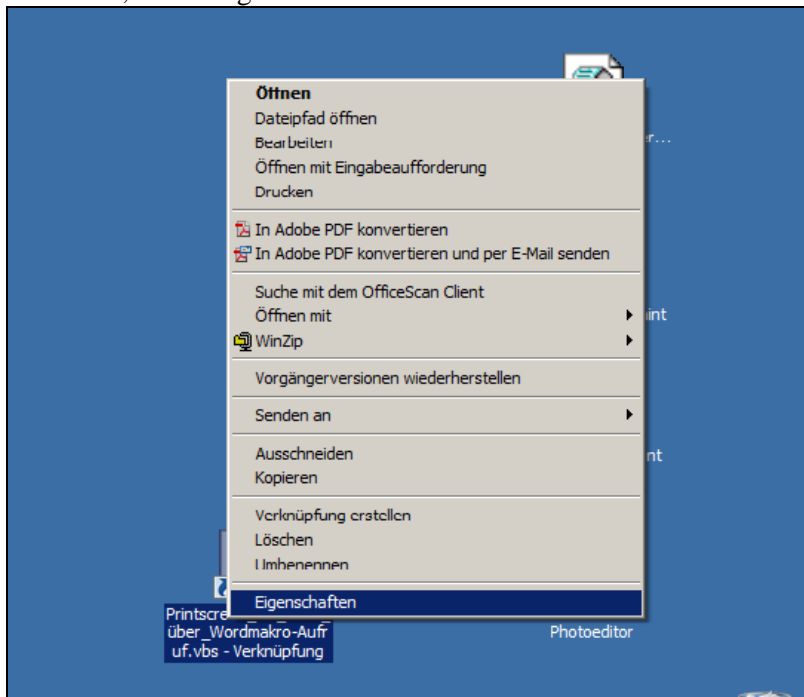 Öffnen
Dateipfad öffnen
Bearbeiten
Öffnen mit Eingabeaufforderung
Drucken
In Adobe PDF konvertieren
In Adobe PDF konvertieren und per E-Mail senden
Suche mit dem OfficeScan Client
Öffnen mit
WinZip
Vorgängerversionen wiederherstellen
Senden an
Ausschneiden
Kopieren
Verknüpfung erstellen
Löschen
Umbenennen
Eigenschaften
über_Wordmakro-Aufr
uf.vbs - Verknüpfung
Photoeditor